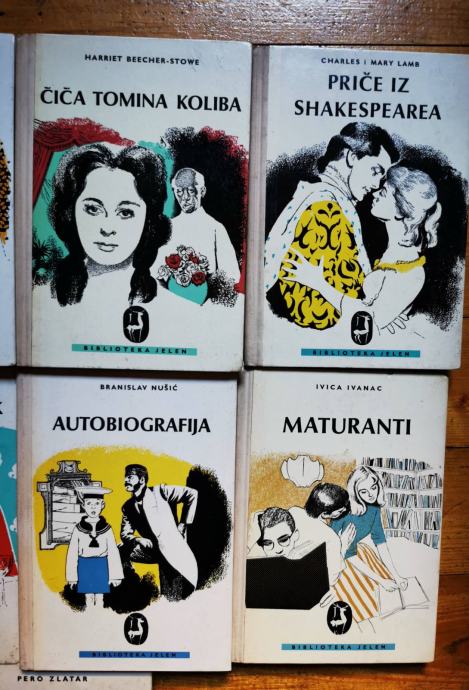 HARRIET BEECHER-STOWE
ČIČA TOMINA KOLIBA
BIBLIOTEKA JELEN
CHARLES i MARY LAMB
PRIČE IZ
SHAKESPEAREA
BIBLIOTEKA JELEN
BRANISLAV NUŠIĆ
AUTOBIOGRAFIJA
BIBLIOTEKA JELEN
IVICA IVANAC
MATURANTI
BIBLIOTEKA JELEN
K
PERO ZLATAR